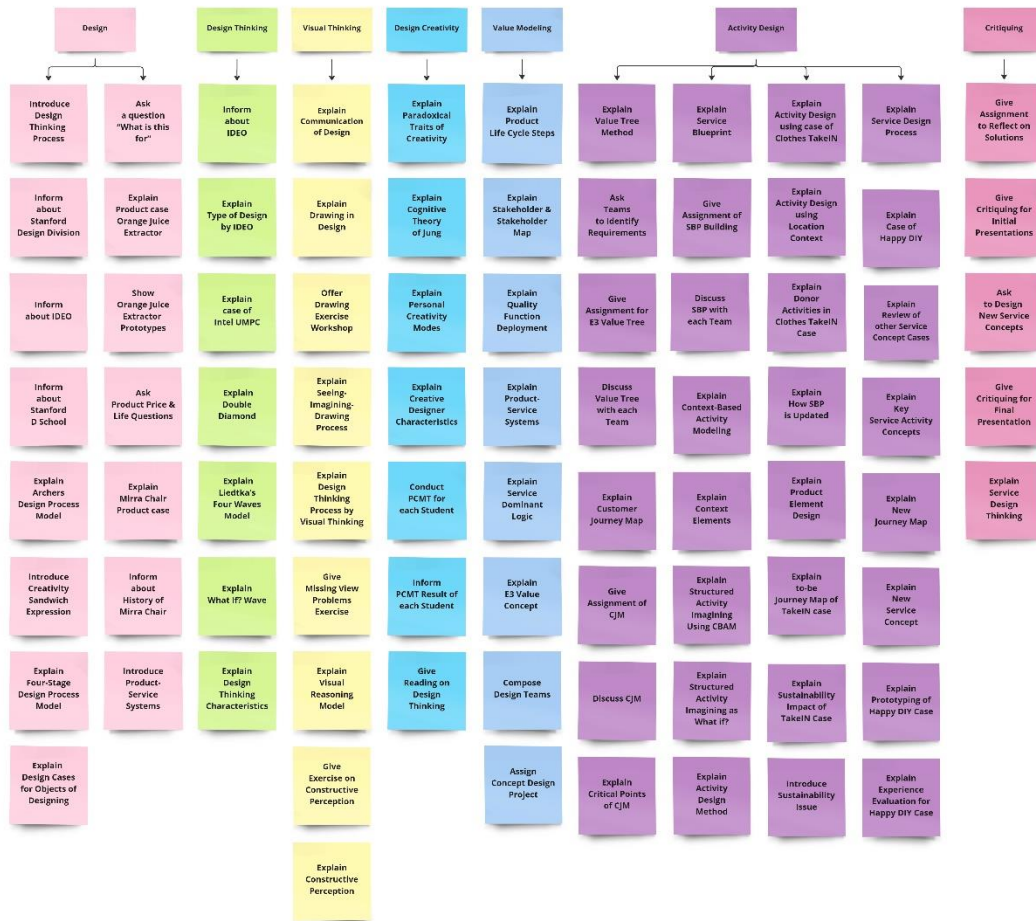 Design
Design Thinking
Visual Thinking
Design Creativity
Value Modeling
Activity Design
Critiquing
Introduce
Design
Thinking
Process
Inform
about
Stanford
Design Division
Inform
about IDEO
Inform
about
Stanford
D School
Explain
Archers
Design Process
Model
Introduce
Creativity
Sandwich
Expression
Explain
Four-Stage
Design Process
Model
Explain
Design Cases
for Objects of
Designing
Ask
a question
"What is this
for"
Explain
Product case
Orange Juice
Extractor
Show
Orange Juice
Extractor
Prototypes
Ask
Product Price &
Life Questions
Explain
Mirra Chair
Product case
Inform
about
History of
Mirra Chair
Introduce
Product-
Service
Systems
Inform
about
IDEO
Explain
Type of Design
by IDEO
Explain
case of
Intel UMPC
Explain
Double
Diamond
Explain
Liedtka's
Four Waves
Model
Explain
What If? Wave
Explain
Design
Thinking
Characteristics
Explain
Communication
of Design
Explain
Drawing in
Design
Offer
Drawing
Exercise
Workshop
Explain
Seeing-
Imagining-
Drawing
Process
Explain
Design
Thinking
Process by
Visual Thinking
Give
Missing View
Problems
Exercise
Explain
Visual
Reasoning
Model
Give
Exercise on
Constructive
Perception
Explain
Constructive
Perception
Explain
Paradoxical
Traits of
Creativity
Explain
Cognitive
Theory
of Jung
Explain
Personal
Creativity
Modes
Explain
Creative
Designer
Characteristics
Conduct
PCMT for
each Student
Inform
PCMT Result of
each Student
Give
Reading on
Design
Thinking
Explain
Product
Life Cycle Steps
Explain
Stakeholder &
Stakeholder
Map
Explain
Quality
Function
Deployment
Explain
Product-
Service
Systems
Explain
Service
Dominant
Logic
Explain
E3 Value
Concept
Compose
Design Teams
Assign
Concept Design
Project
Explain
Value Tree
Method
Ask
Teams
to Identify
Requirements
Give
Assignment for
E3 Value Tree
Discuss
Value Tree
with each
Team
Explain
Customer
Journey Map
Give
Assignment of
CJM
Discuss CJM
Explain
Critical Points
of CJM
Explain
Service
Blueprint
Give
Assignment of
SBP Building
Discuss
SBP with
each Team
Explain
Context-Based
Activity
Modeling
Explain
Context
Elements
Explain
Structured
Activity
Imagining
Using CBAM
Explain
Structured
Activity
Imagining as
What if?
Explain
Activity
Design
Method
Explain
Activity Design
using case of
Clothes TakeIN
Explain
Activity Design
using
Location
Context
Explain
Donor
Activities in
Clothes TakeIN
Case
Explain
How SBP
is Updated
Explain
Product
Element
Design
Explain
to-be
Journey Map of
TakeIN case
Explain
Sustainability
Impact of
TakeIN Case
Introduce
Sustainability
Issue
Explain
Service Design
Process
Explain
Case of
Happy DIY
Explain
Review of
other Service
Concept Cases
Explain
Key
Service Activity
Concepts
Explain
New
Journey Map
Explain
New
Service
Concept
Explain
Prototyping of
Happy DIY Case
Explain
Experience
Evaluation for
Happy DIY Case
Give
Assignment
to Reflect on
Solutions
Give
Critiquing for
Initial
Presentations
Ask
to Design
New Service
Concepts
Give
Critiquing for
Final
Presentation
Explain
Service
Design
Thinking